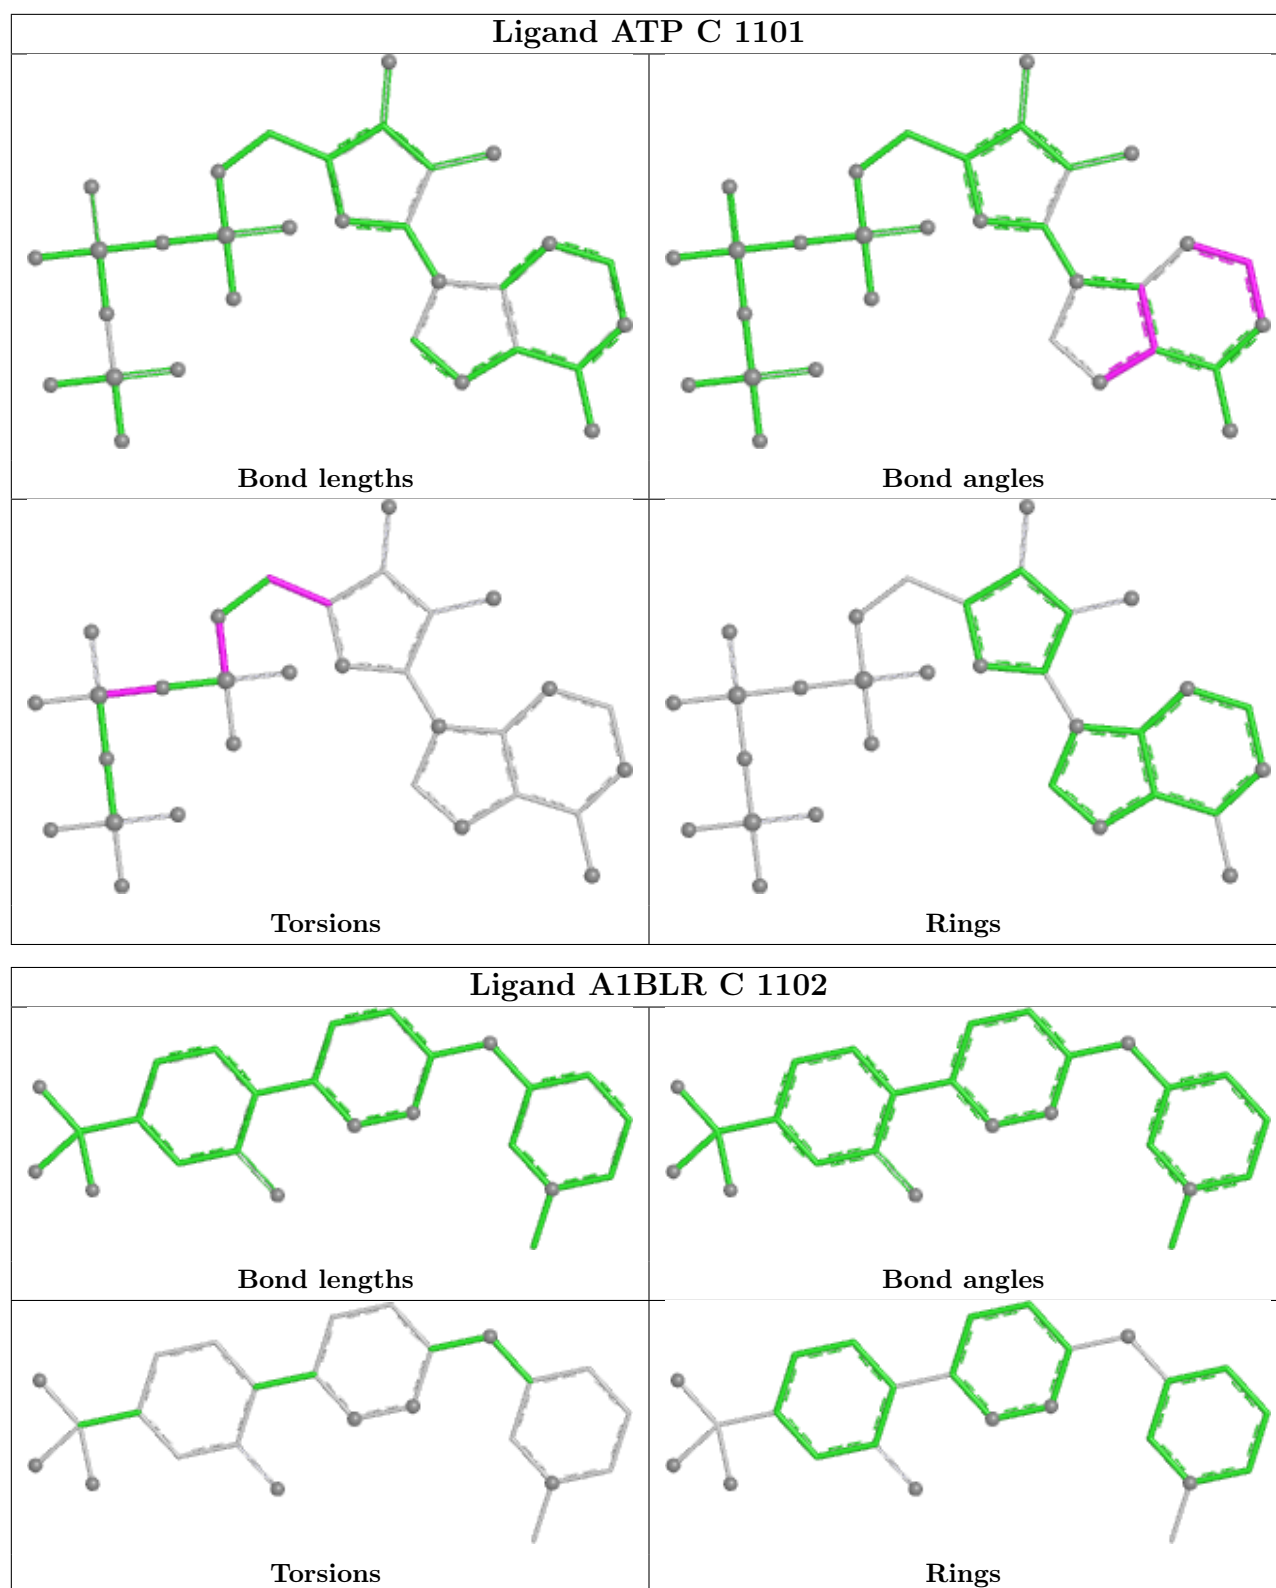 Ligand ATP C 1101
Bond lengths
Bond angles
Torsions
Rings
Ligand A1BLR C 1102
Bond lengths
Bond angles
Torsions
Rings